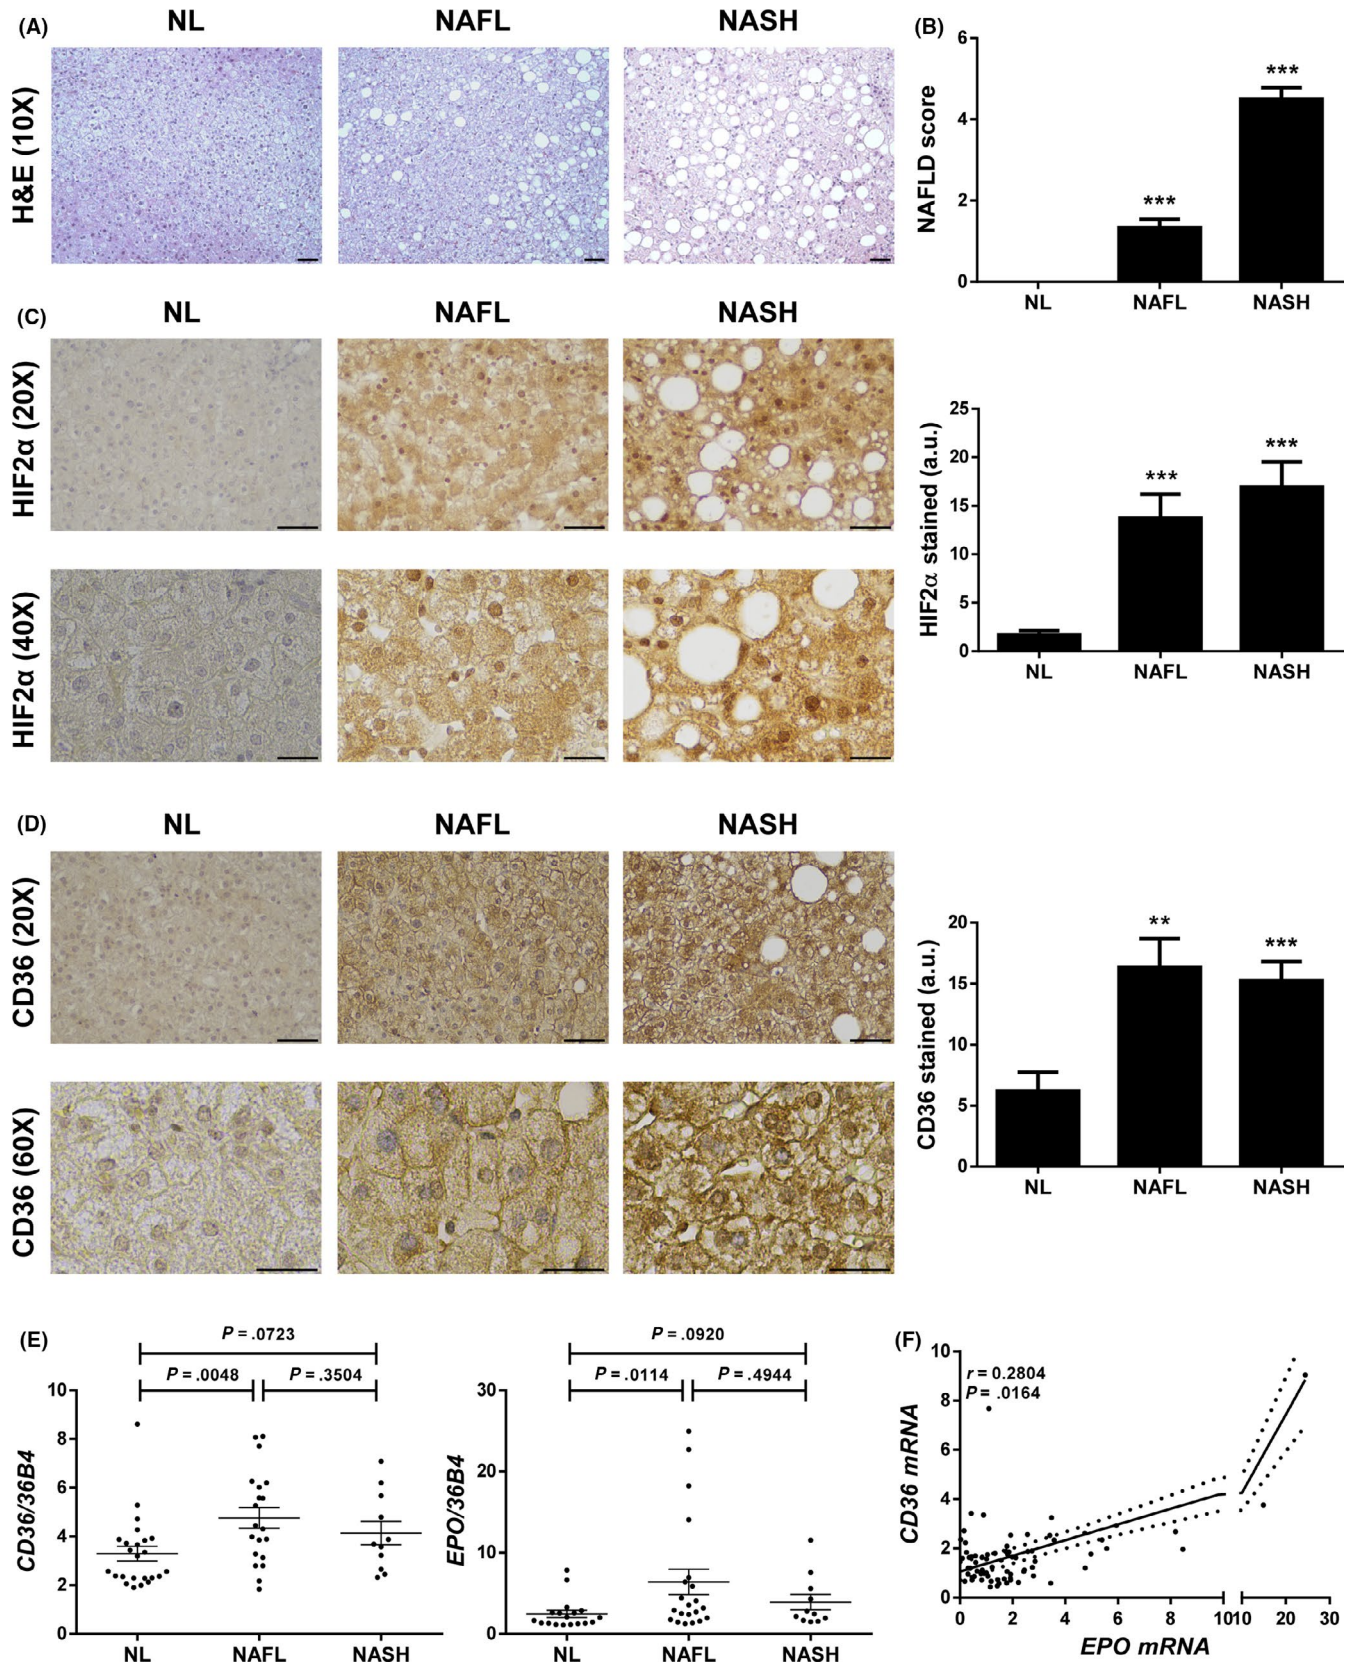 (A)
NL NAFL NASH
H&E (10X)
(B)
NAFLD score
6
4
2
0
***
***
NL NAFL NASH
(C)
NL NAFL NASH
HIF2α (20X)
HIF2α (40X)
HIF2α stained (a.u.)
25
20
15
10
5
0
***
***
NL NAFL NASH
(D)
NL NAFL NASH
CD36 (20X)
CD36 (60X)
CD36 stained (a.u.)
20
15
10
5
0
**
***
NL NAFL NASH
(E)
P = .0723
P = .0048 P = .3504
CD36/36B4
10
8
6
4
2
0
NL NAFL NASH
P = .0920
P = .0114 P = .4944
EPO/36B4
30
20
10
0
NL NAFL NASH
(F)
r = 0.2804
P = .0164
CD36 mRNA
10
8
6
4
2
0
0 2 4 6 8 10 10 20 30
EPO mRNA